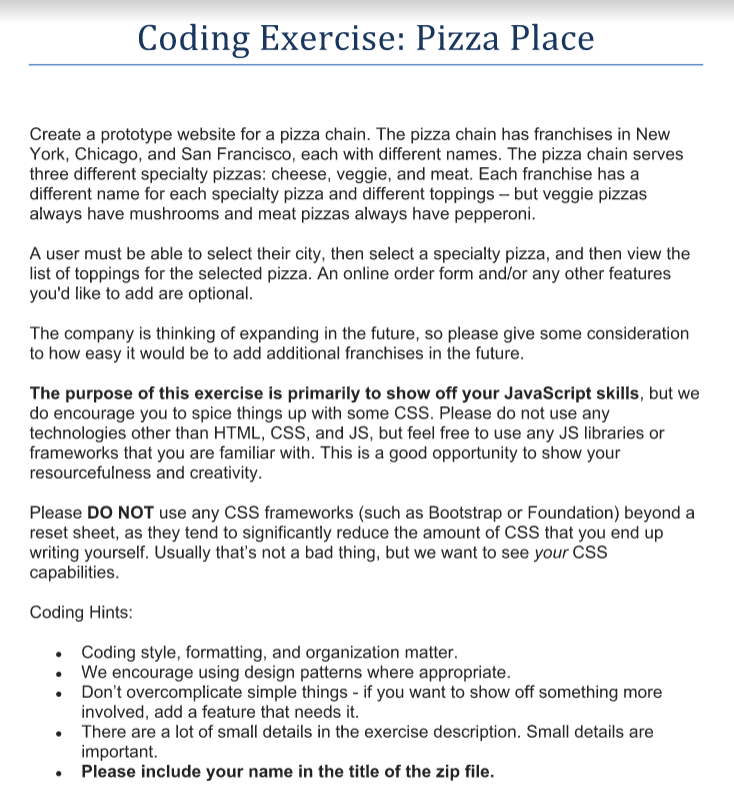 Coding Exercise: Pizza Place
Create a prototype website for a pizza chain. The pizza chain has franchises in New
York, Chicago, and San Francisco, each with different names. The pizza chain serves
three different specialty pizzas: cheese, veggie, and meat. Each franchise has a
different name for each specialty pizza and different toppings – but veggie pizzas
always have mushrooms and meat pizzas always have pepperoni.
A user must be able to select their city, then select a specialty pizza, and then view the
list of toppings for the selected pizza. An online order form and/or any other features
you'd like to add are optional.
The company is thinking of expanding in the future, so please give some consideration
to how easy it would be to add additional franchises in the future.
The purpose of this exercise is primarily to show off your JavaScript skills, but we
do encourage you to spice things up with some CSS. Please do not use any
technologies other than HTML, CSS, and JS, but feel free to use any JS libraries or
frameworks that you are familiar with. This is a good opportunity to show your
resourcefulness and creativity.
Please DO NOT use any CSS frameworks (such as Bootstrap or Foundation) beyond a
reset sheet, as they tend to significantly reduce the amount of CSS that you end up
writing yourself. Usually that's not a bad thing, but we want to see your CSS
capabilities.
Coding Hints:
• Coding style, formatting, and organization matter.
• We encourage using design patterns where appropriate.
• Don't overcomplicate simple things - if you want to show off something more
involved, add a feature that needs it.
• There are a lot of small details in the exercise description. Small details are
important.
• Please include your name in the title of the zip file.